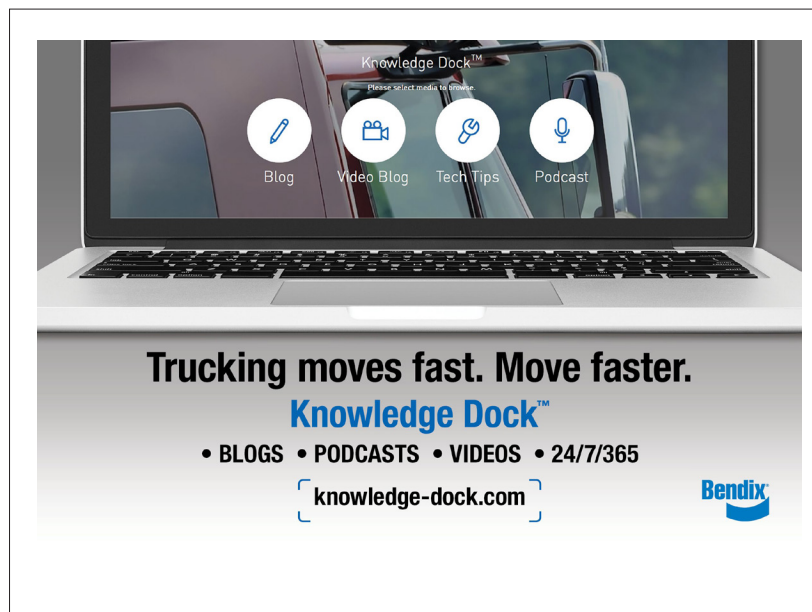 Knowledge Dock™
Please select media to browse.
Blog Video Blog Tech Tips Podcast
Trucking moves fast. Move faster.
Knowledge Dock™
• BLOGS • PODCASTS • VIDEOS • 24/7/365
knowledge-dock.com
Bendix